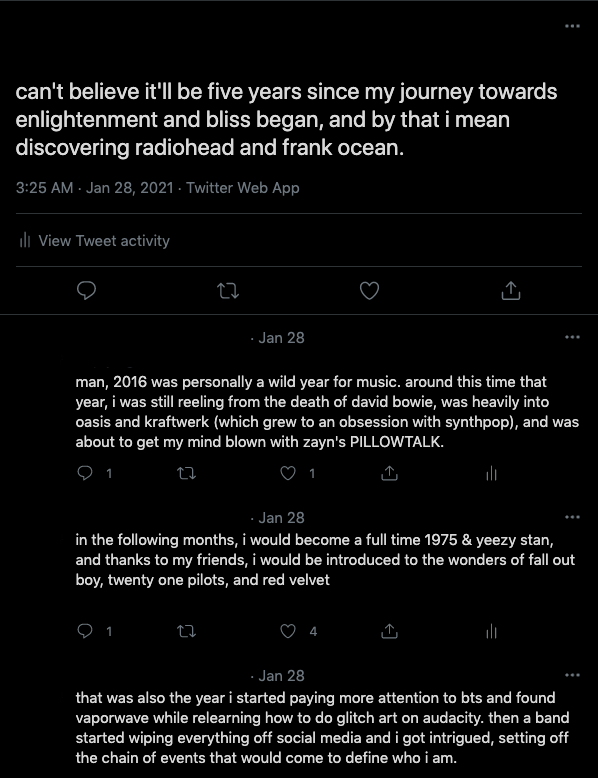 can't believe it'll be five years since my journey towards
enlightenment and bliss began, and by that i mean
discovering radiohead and frank ocean.
3:25 AM · Jan 28, 2021 · Twitter Web App
View Tweet activity
· Jan 28
man, 2016 was personally a wild year for music. around this time that
year, i was still reeling from the death of david bowie, was heavily into
oasis and kraftwerk (which grew to an obsession with synthpop), and was
about to get my mind blown with zayn's PILLOWTALK.
1 1
· Jan 28
in the following months, i would become a full time 1975 & yeezy stan,
and thanks to my friends, i would be introduced to the wonders of fall out
boy, twenty one pilots, and red velvet
1 4
· Jan 28
that was also the year i started paying more attention to bts and found
vaporwave while relearning how to do glitch art on audacity. then a band
started wiping everything off social media and i got intrigued, setting off
the chain of events that would come to define who i am.